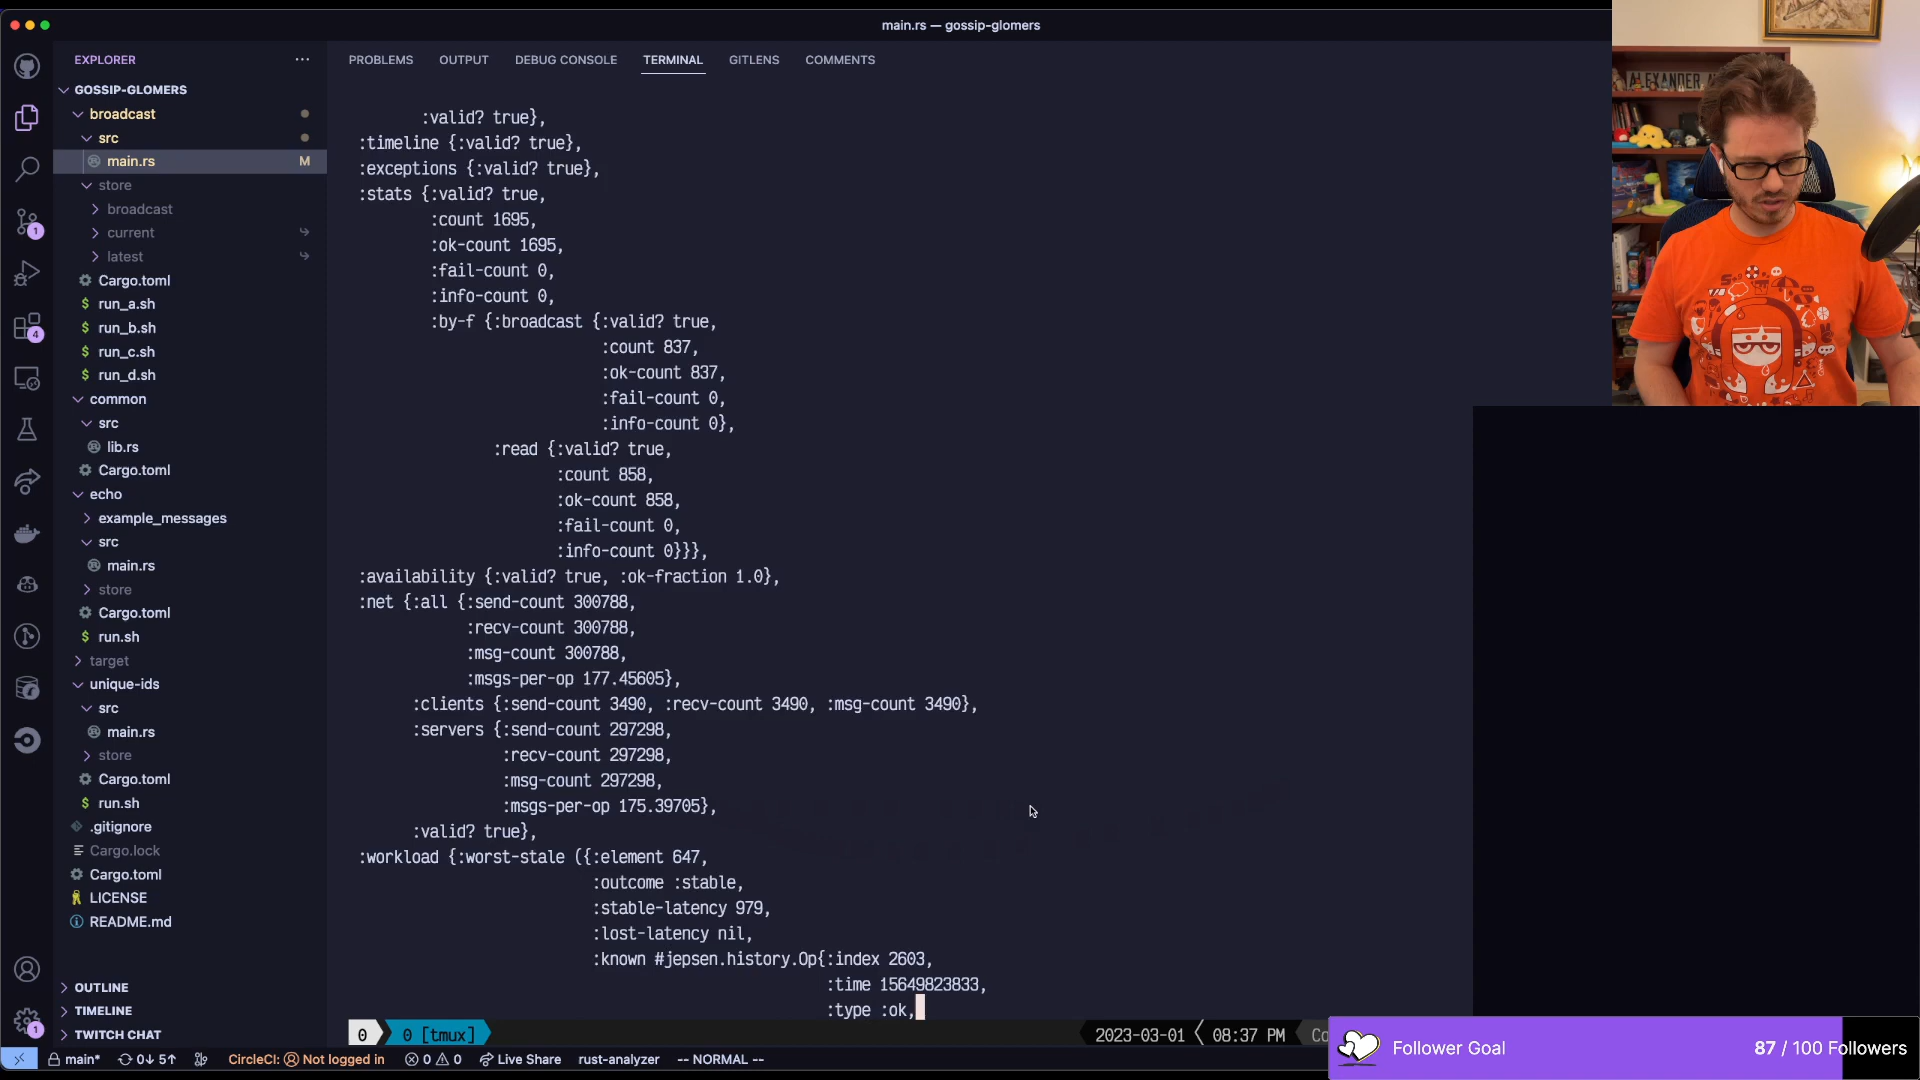 main.rs — gossip-glomers
EXPLORER
GOSSIP-GLOMERS
broadcast
src
main.rs M
store
broadcast
current
latest
Cargo.toml
$ run_a.sh
$ run_b.sh
$ run_c.sh
$ run_d.sh
common
src
lib.rs
Cargo.toml
echo
example_messages
src
main.rs
store
Cargo.toml
$ run.sh
target
unique-ids
src
main.rs
store
Cargo.toml
$ run.sh
.gitignore
Cargo.lock
Cargo.toml
LICENSE
README.md
OUTLINE
TIMELINE
TWITCH CHAT
1
4
1
PROBLEMS OUTPUT DEBUG CONSOLE TERMINAL GITLENS COMMENTS
:valid? true},
:timeline {:valid? true},
:exceptions {:valid? true},
:stats {:valid? true,
:count 1695,
:ok-count 1695,
:fail-count 0,
:info-count 0,
:by-f {:broadcast {:valid? true,
:count 837,
:ok-count 837,
:fail-count 0,
:info-count 0},
:read {:valid? true,
:count 858,
:ok-count 858,
:fail-count 0,
:info-count 0}}},
:availability {:valid? true, :ok-fraction 1.0},
:net {:all {:send-count 300788,
:recv-count 300788,
:msg-count 300788,
:msgs-per-op 177.45605},
:clients {:send-count 3490, :recv-count 3490, :msg-count 3490},
:servers {:send-count 297298,
:recv-count 297298,
:msg-count 297298,
:msgs-per-op 175.39705},
:valid? true},
:workload {:worst-stale ({:element 647,
:outcome :stable,
:stable-latency 979,
:lost-latency nil,
:known #jepsen.history.Op{:index 2603,
:time 15649823833,
:type :ok,
0 0 [tmux] 2023-03-01 08:37 PM Co
main* 0↓ 5↑ CircleCI: Not logged in 0 0 Live Share rust-analyzer -- NORMAL --
ALEXANDER
Follower Goal 87 / 100 Followers